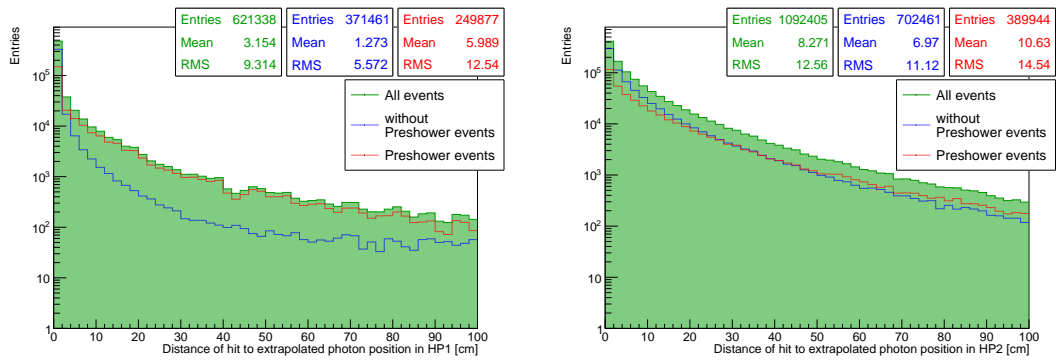 Entries 621338
Mean 3.154
RMS 9.314
Entries 371461
Mean 1.273
RMS 5.572
Entries 249877
Mean 5.989
RMS 12.54
All events
without
Preshower events
Preshower events
Entries
10^5
10^4
10^3
10^2
10
1
0 10 20 30 40 50 60 70 80 90 100
Distance of hit to extrapolated photon position in HP1 [cm]
Entries 1092405
Mean 8.271
RMS 12.56
Entries 702461
Mean 6.97
RMS 11.12
Entries 389944
Mean 10.63
RMS 14.54
All events
without
Preshower events
Preshower events
Entries
10^5
10^4
10^3
10^2
10
1
0 10 20 30 40 50 60 70 80 90 100
Distance of hit to extrapolated photon position in HP2 [cm]